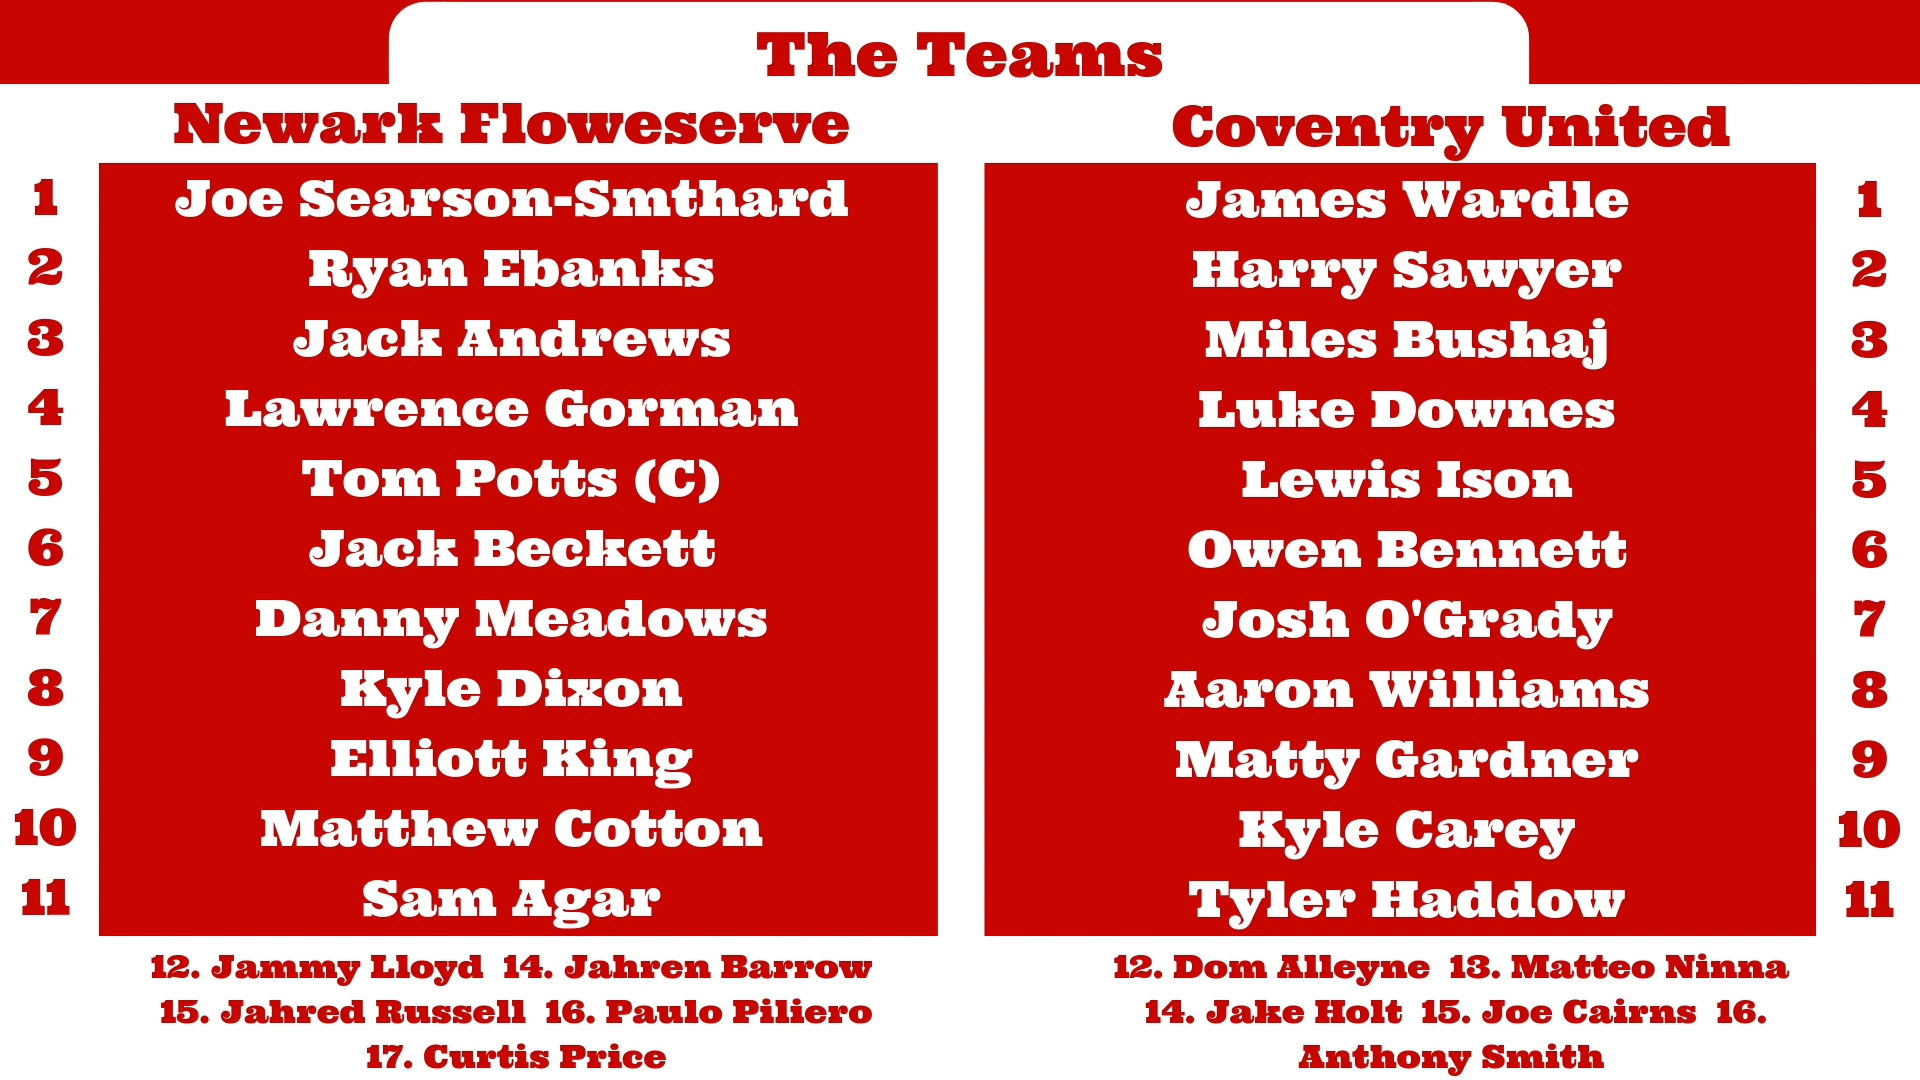 The Teams
Newark Floweserve
1 Joe Searson-Smthard
2 Ryan Ebanks
3 Jack Andrews
4 Lawrence Gorman
5 Tom Potts (C)
6 Jack Beckett
7 Danny Meadows
8 Kyle Dixon
9 Elliott King
10 Matthew Cotton
11 Sam Agar
12. Jammy Lloyd 14. Jahren Barrow
15. Jahred Russell 16. Paulo Piliero
17. Curtis Price
Coventry United
James Wardle 1
Harry Sawyer 2
Miles Bushaj 3
Luke Downes 4
Lewis Ison 5
Owen Bennett 6
Josh O'Grady 7
Aaron Williams 8
Matty Gardner 9
Kyle Carey 10
Tyler Haddow 11
12. Dom Alleyne 13. Matteo Ninna
14. Jake Holt 15. Joe Cairns 16.
Anthony Smith